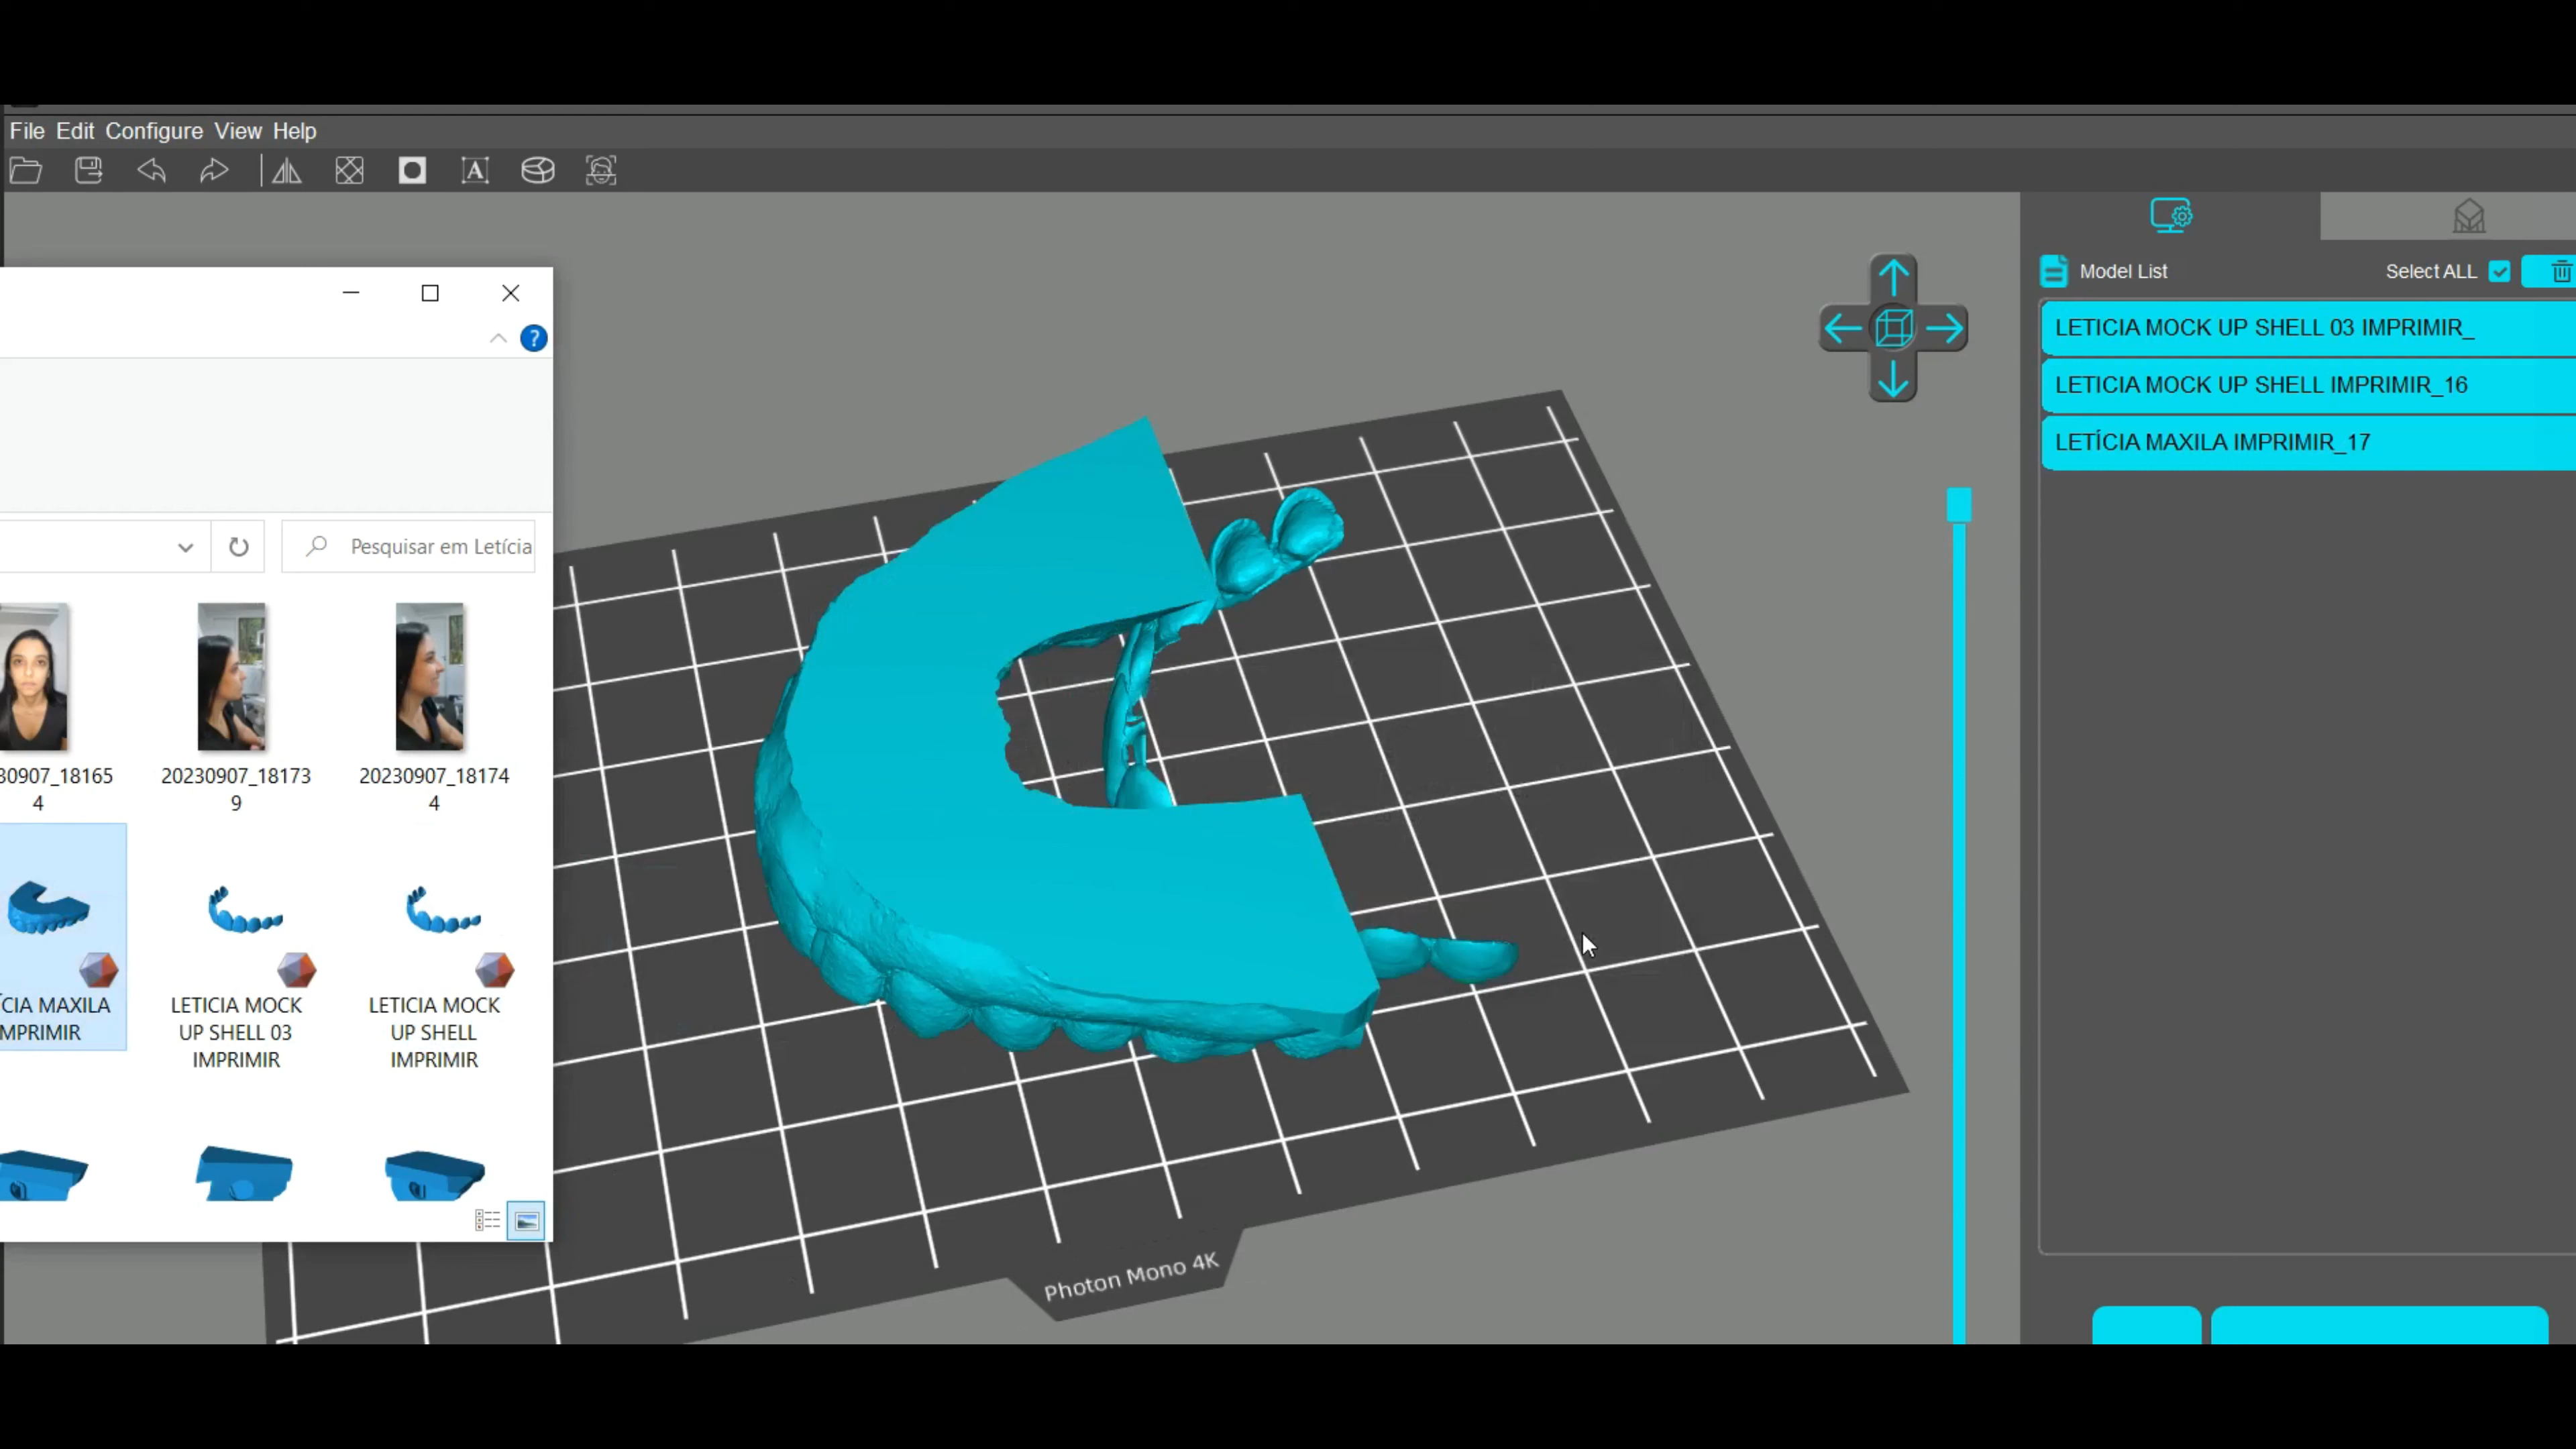 File Edit Configure View Help
Model List
Select ALL
LETICIA MOCK UP SHELL 03 IMPRIMIR_
LETICIA MOCK UP SHELL IMPRIMIR_16
LETÍCIA MAXILA IMPRIMIR_17
?
Pesquisar em Letícia
30907_18165
4
20230907_18173
9
20230907_18174
4
CIA MAXILA
MPRIMIR
LETICIA MOCK
UP SHELL 03
IMPRIMIR
LETICIA MOCK
UP SHELL
IMPRIMIR
Photon Mono 4K